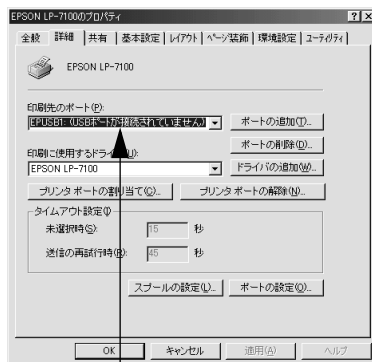 EPSON LP-7100のプロパティ
全般 詳細 共有 基本設定 レイアウト ページ装飾 環境設定 ユーティリティ
EPSON LP-7100
印刷先のポート(P):
EPUSB1: (USBポートが接続されていません)
ポートの追加(T)...
ポートの削除(D)...
印刷に使用するドライバ(U):
EPSON LP-7100
ドライバの追加(W)...
プリンタ ポートの割り当て(C)...
プリンタ ポートの解除(N)...
タイムアウト設定(I)
未選択時(S): 15 秒
送信の再試行時(R): 45 秒
スプールの設定(L)...
ポートの設定(O)...
OK キャンセル 適用(A) ヘルプ